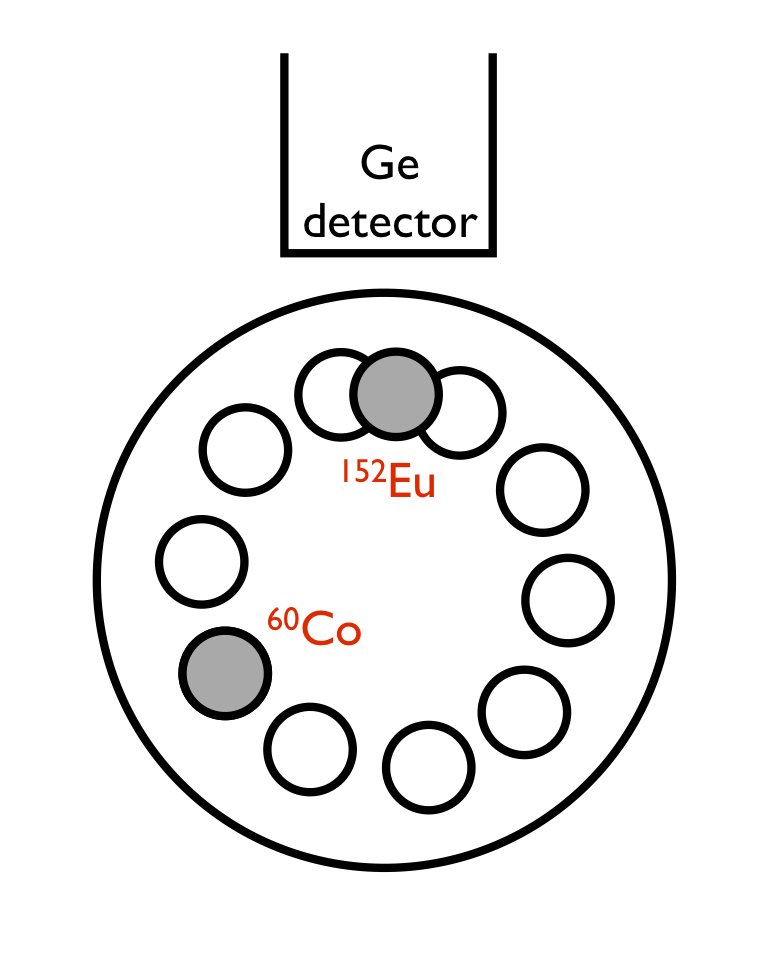 Ge
detector
¹⁵²Eu
⁶⁰Co